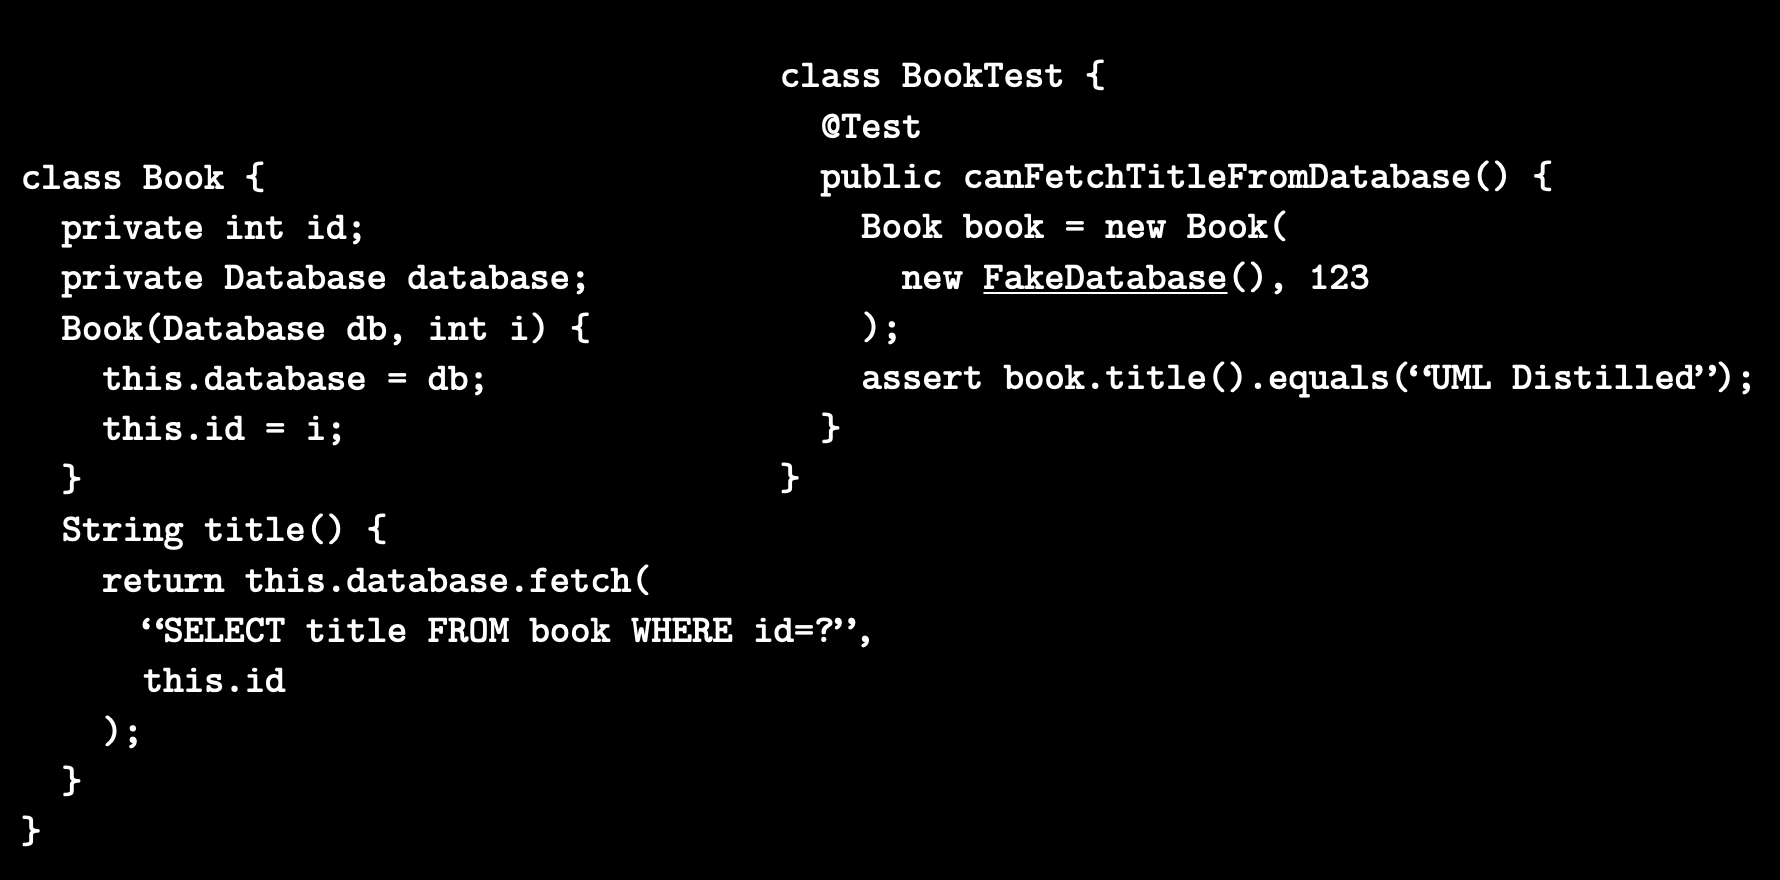 class Book {
  private int id;
  private Database database;
  Book(Database db, int i) {
    this.database = db;
    this.id = i;
  }
  String title() {
    return this.database.fetch(
      “SELECT title FROM book WHERE id=?”,
      this.id
    );
  }
}
class BookTest {
  @Test
  public canFetchTitleFromDatabase() {
    Book book = new Book(
      new FakeDatabase(), 123
    );
    assert book.title().equals(“UML Distilled”);
  }
}